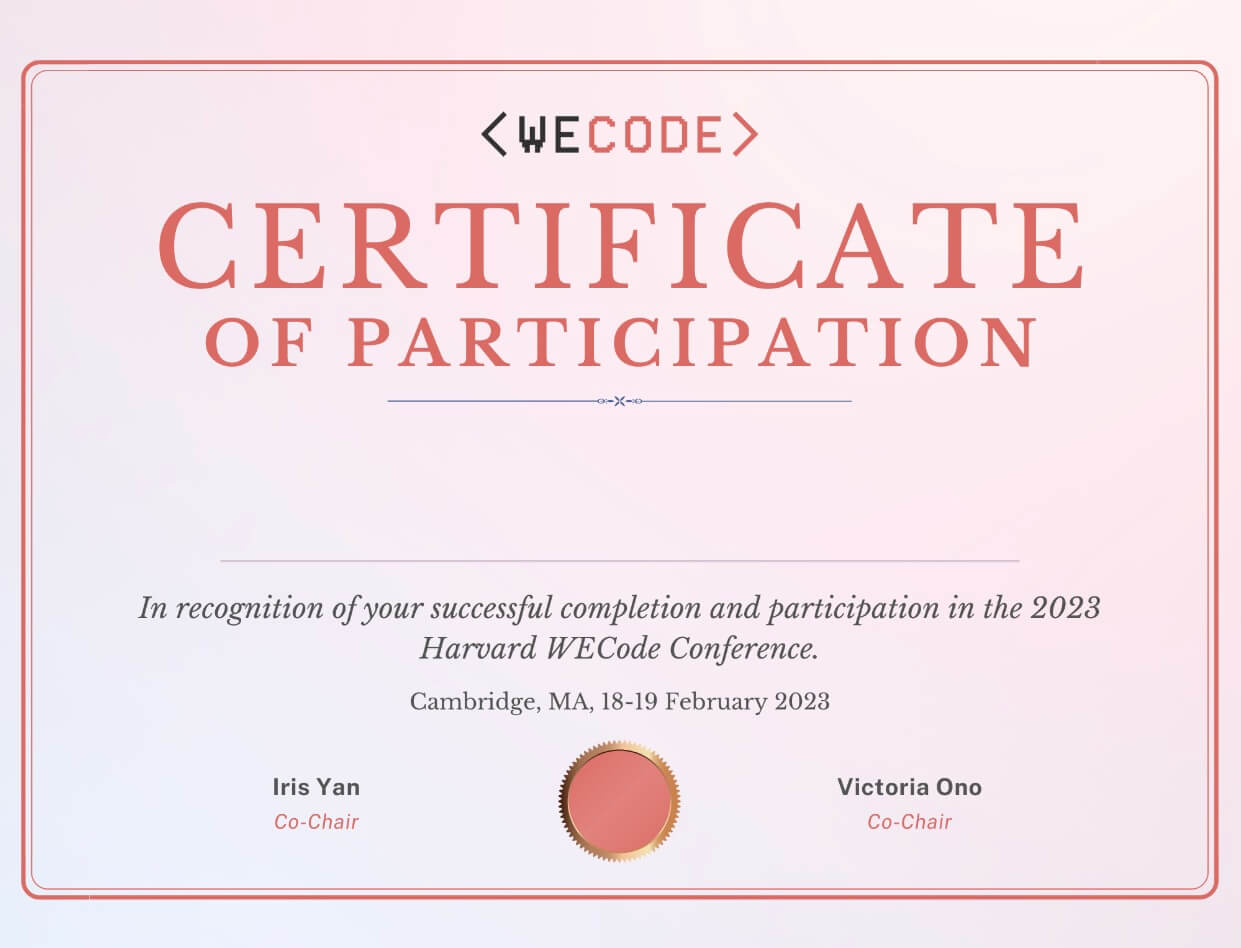 <WECODE>
CERTIFICATE
OF PARTICIPATION
In recognition of your successful completion and participation in the 2023
Harvard WECode Conference.
Cambridge, MA, 18-19 February 2023
Iris Yan
Victoria Ono
Co-Chair
Co-Chair